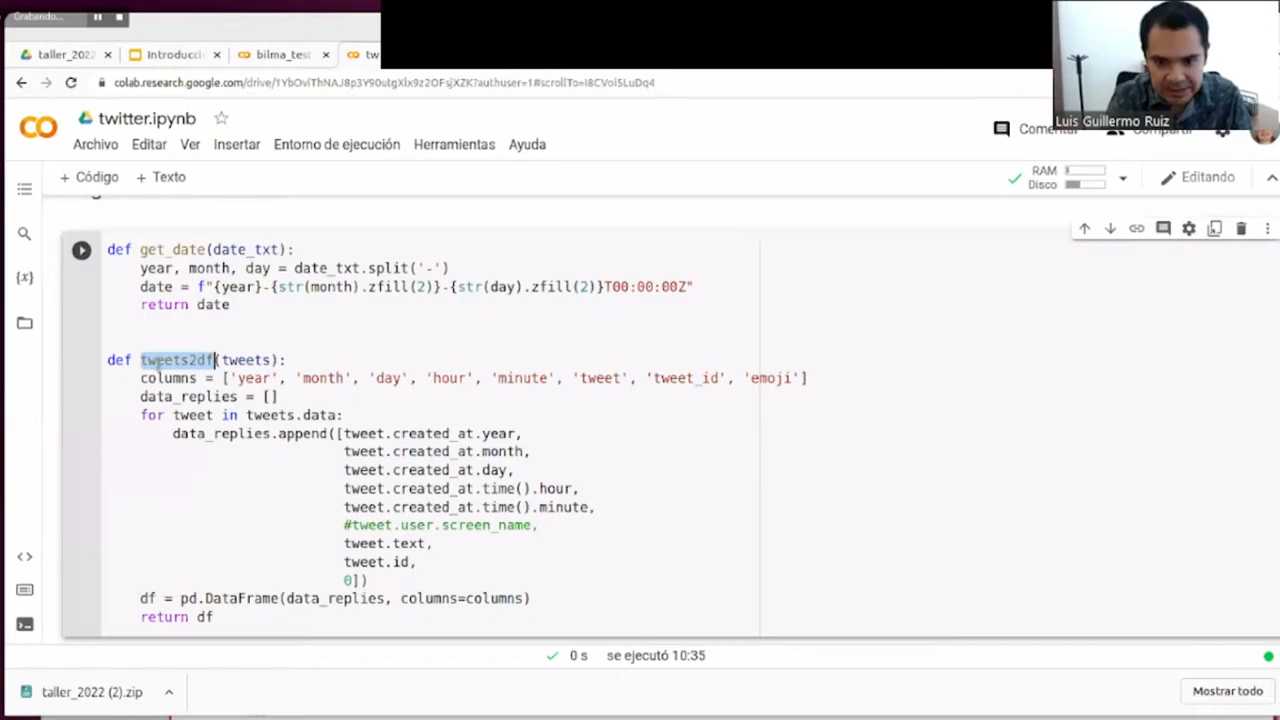 Grabando...
taller_2022
Introducci
bilma_test
tw
colab.research.google.com/drive/1YbOvlThNAJ8p3Y90utgXlx9z2OFsjXZK?authuser=1#scrollTo=I8CVoi5LuDq4
Luis Guillermo Ruiz
twitter.ipynb
Comentar
Compartir
Archivo Editar Ver Insertar Entorno de ejecución Herramientas Ayuda
+ Código + Texto
RAM
Disco
Editando
def get_date(date_txt):
year, month, day = date_txt.split('-')
date = f"{year}-{str(month).zfill(2)}-{str(day).zfill(2)}T00:00:00Z"
return date
def tweets2df(tweets):
columns = ['year', 'month', 'day', 'hour', 'minute', 'tweet', 'tweet_id', 'emoji']
data_replies = []
for tweet in tweets.data:
data_replies.append([tweet.created_at.year,
tweet.created_at.month,
tweet.created_at.day,
tweet.created_at.time().hour,
tweet.created_at.time().minute,
#tweet.user.screen_name,
tweet.text,
tweet.id,
0])
df = pd.DataFrame(data_replies, columns=columns)
return df
0 s se ejecutó 10:35
taller_2022 (2).zip
Mostrar todo